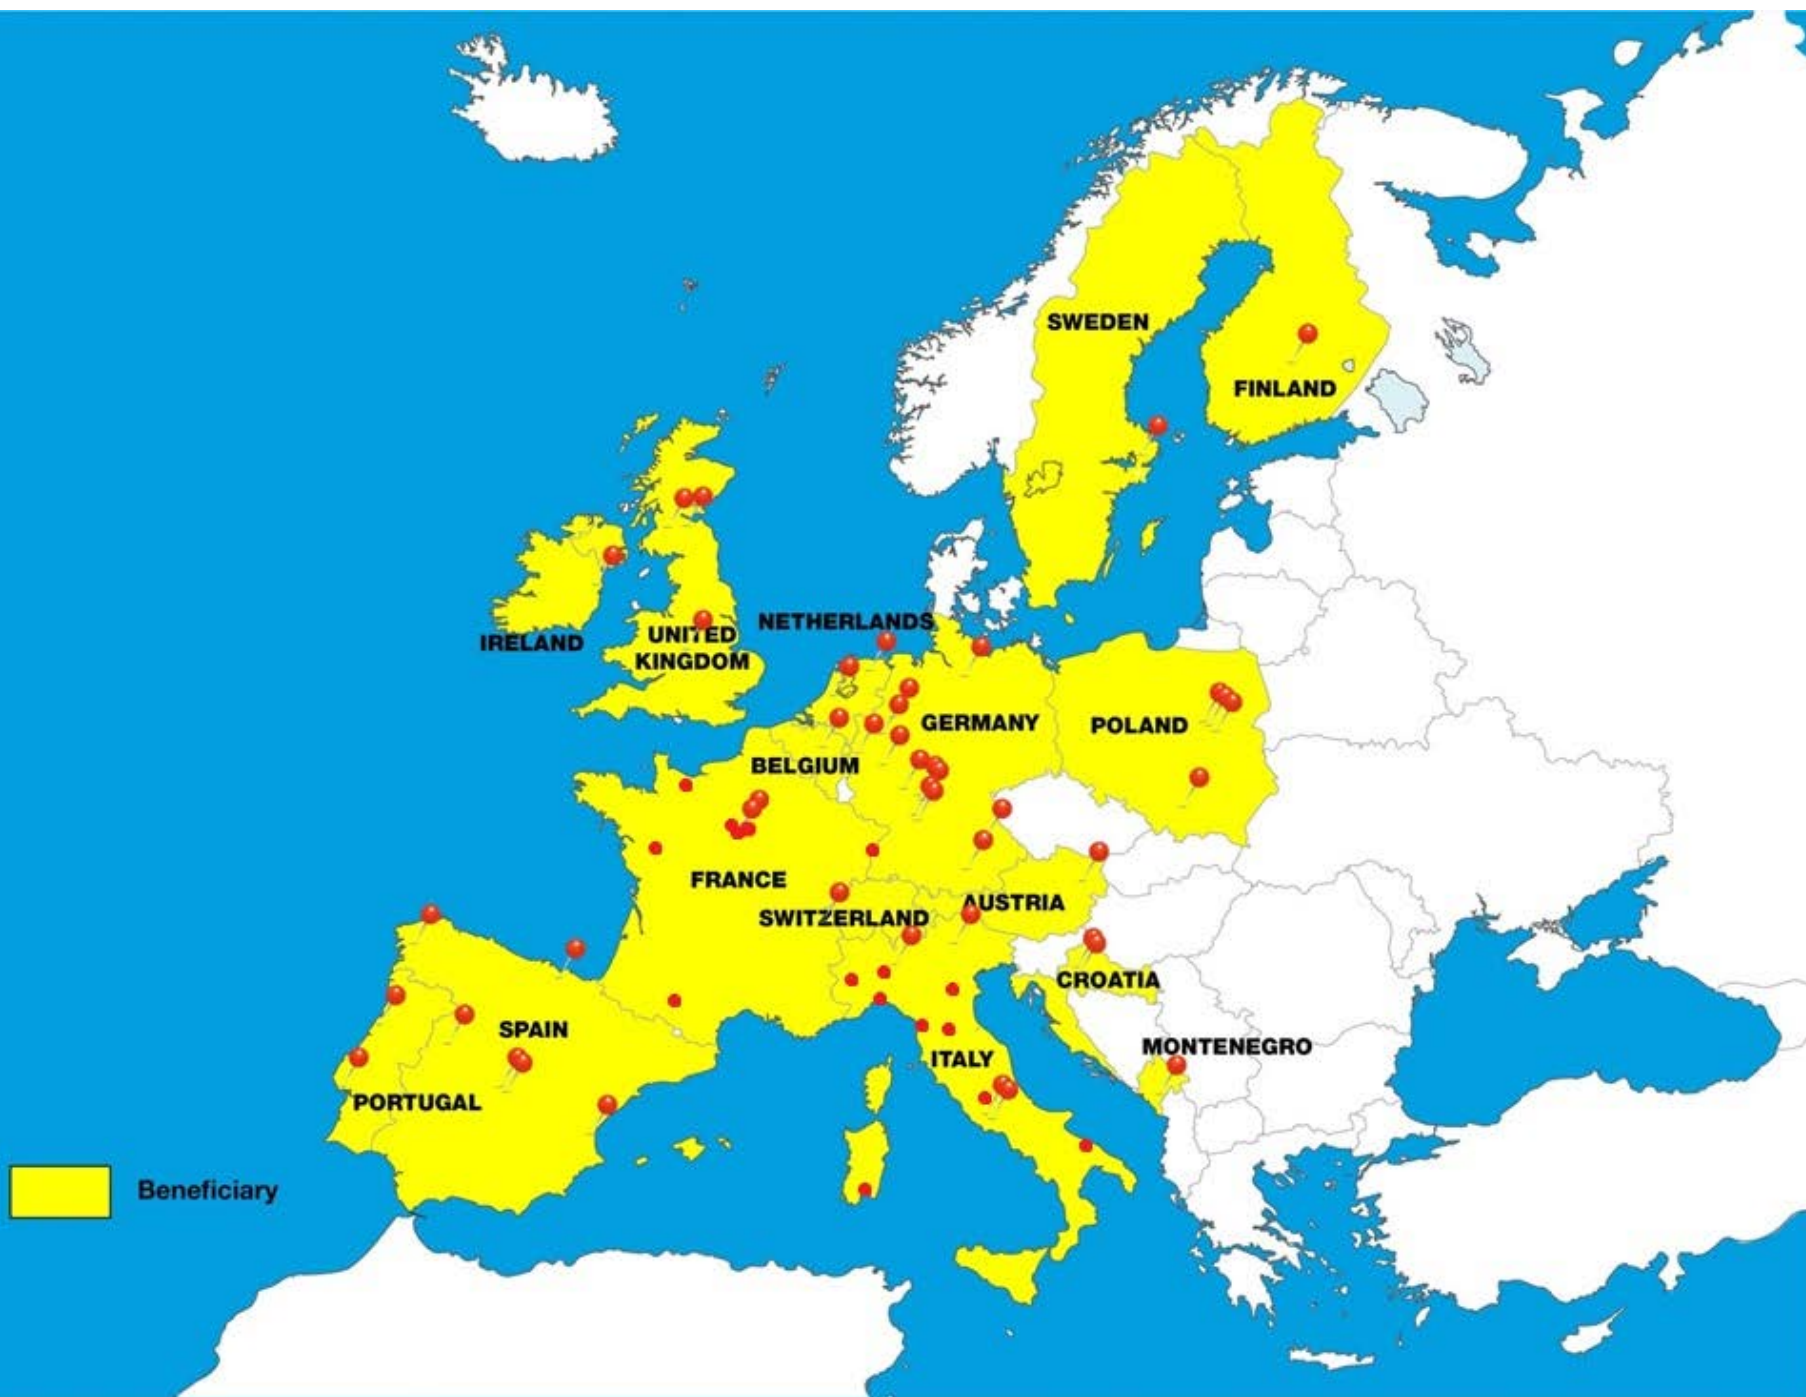 SWEDEN
FINLAND
NETHERLANDS
IRELAND
UNITED
KINGDOM
GERMANY
POLAND
BELGIUM
FRANCE
SWITZERLAND
AUSTRIA
CROATIA
SPAIN
MONTENEGRO
ITALY
PORTUGAL
Beneficiary